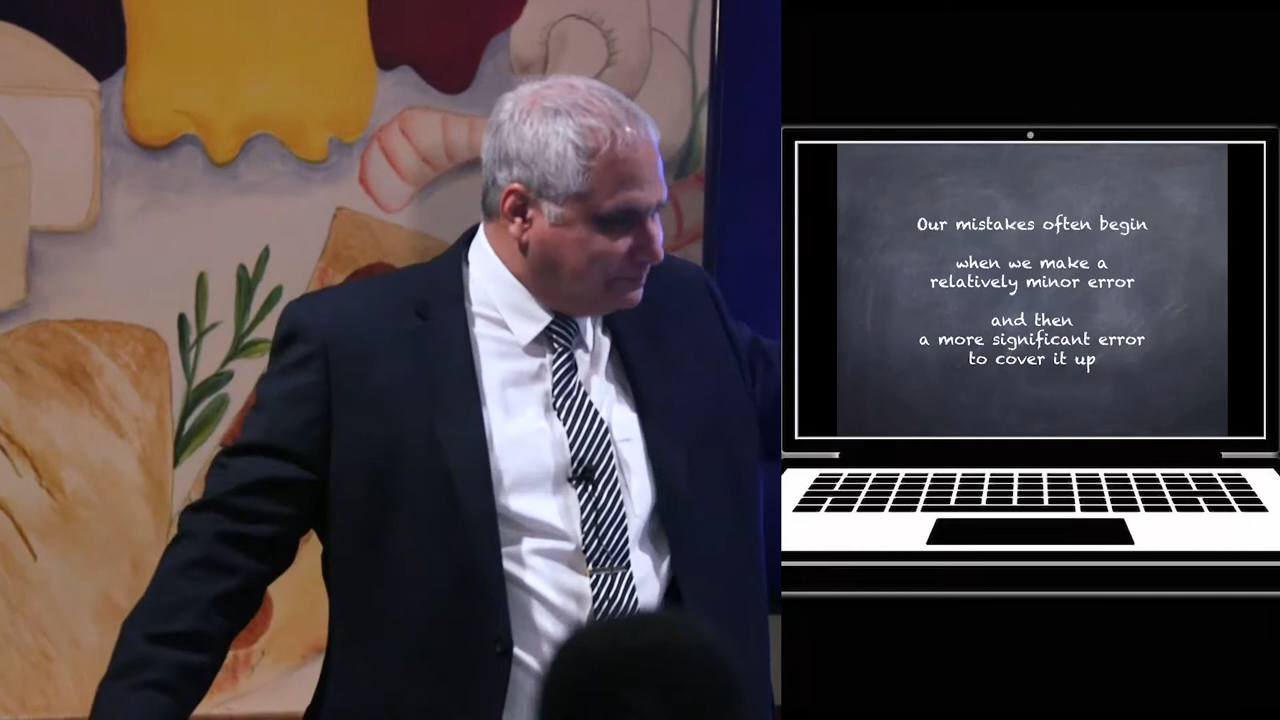 Our mistakes often begin
when we make a
relatively minor error
and then
a more significant error
to cover it up